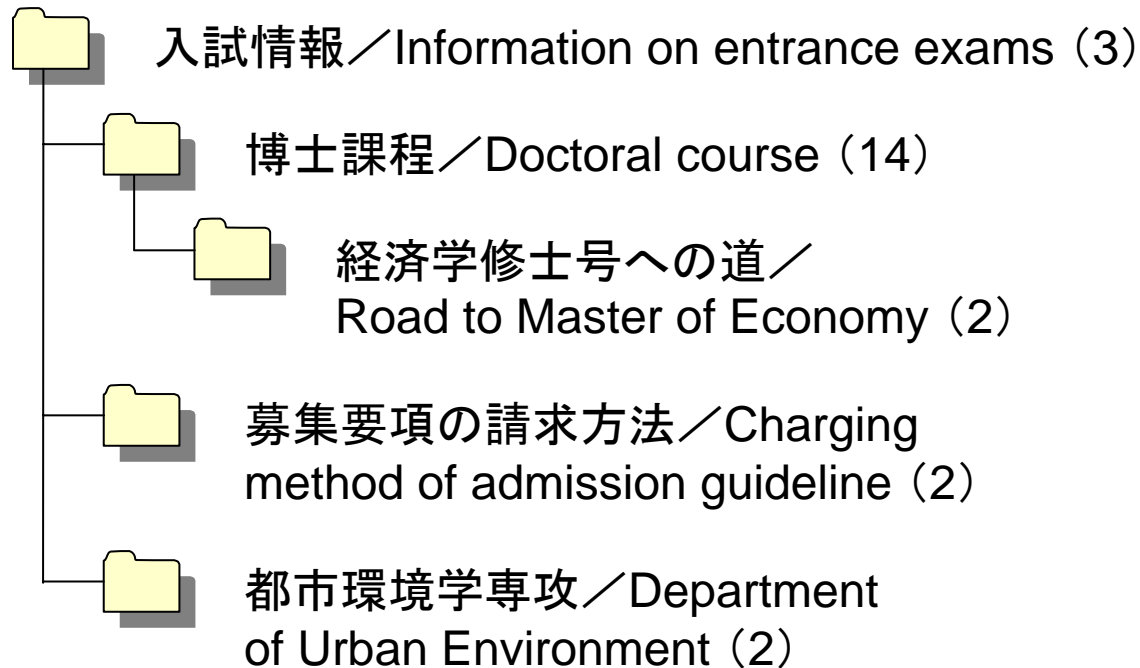 入試情報／Information on entrance exams（3）
博士課程／Doctoral course（14）
経済学修士号への道／
Road to Master of Economy（2）
募集要項の請求方法／Charging
method of admission guideline（2）
都市環境学専攻／Department
of Urban Environment（2）